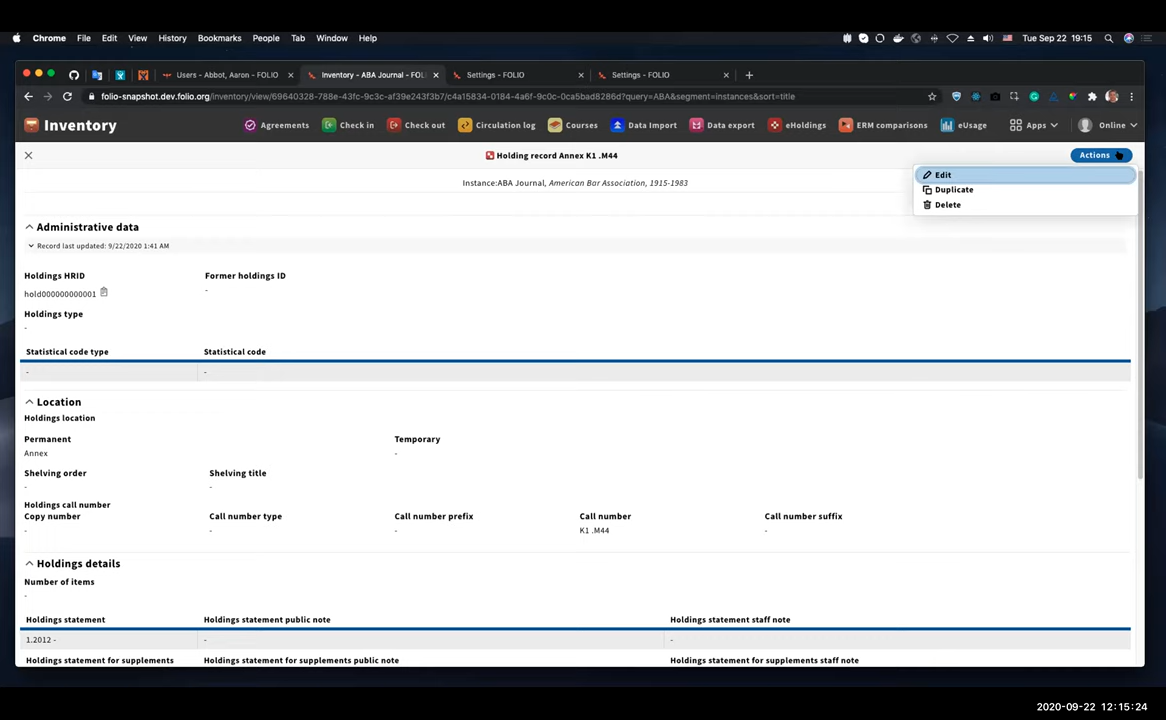 Chrome File Edit View History Bookmarks People Tab Window Help Tue Sep 22 19:15
Users - Abbot, Aaron - FOLIO Inventory - ABA Journal - FOL Settings - FOLIO Settings - FOLIO
folio-snapshot.dev.folio.org/inventory/view/69640328-788e-43fc-9c3c-af39e243f3b7/c4a15834-0184-4a6f-9c0c-0ca5bad8286d?query=ABA&segment=instances&sort=title
Inventory Agreements Check in Check out Circulation log Courses Data Import Data export eHoldings ERM comparisons eUsage Apps Online
Holding record Annex K1 .M44 Actions
Edit
Instance:ABA Journal, American Bar Association, 1915-1983
Duplicate
Delete
Administrative data
Record last updated: 9/22/2020 1:41 AM
Holdings HRID Former holdings ID
hold000000000001 -
Holdings type
-
Statistical code type Statistical code
- -
Location
Holdings location
Permanent Temporary
Annex -
Shelving order Shelving title
- -
Holdings call number
Copy number Call number type Call number prefix Call number Call number suffix
- - - K1 .M44 -
Holdings details
Number of items
-
Holdings statement Holdings statement public note Holdings statement staff note
1.2012 - - -
Holdings statement for supplements Holdings statement for supplements public note Holdings statement for supplements staff note
2020-09-22 12:15:24